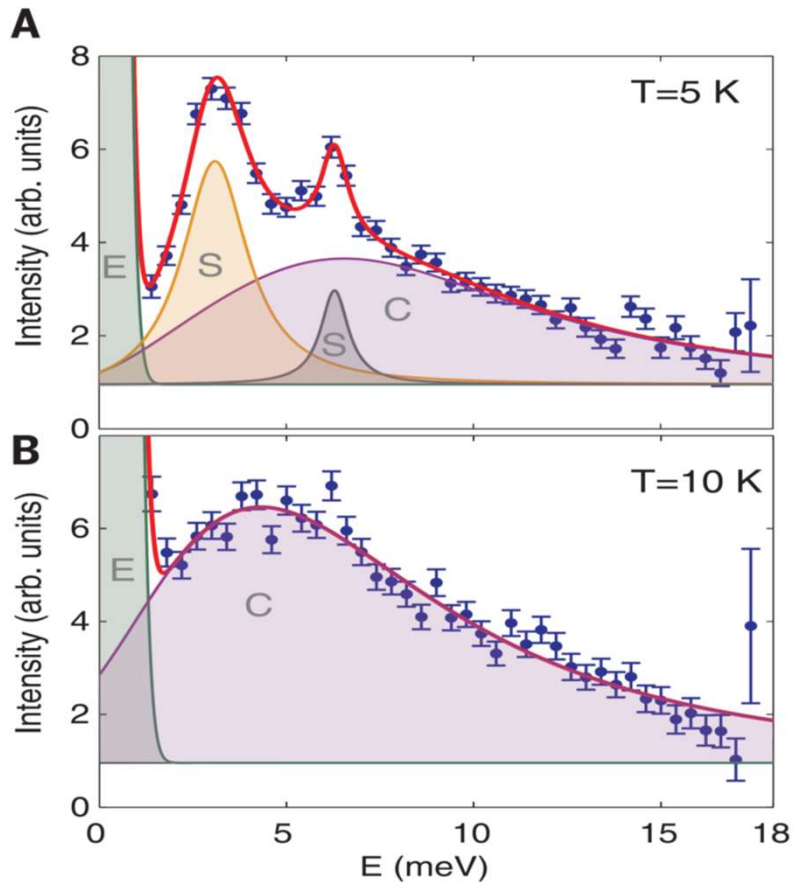 A
8
T=5 K
6
4
2
0
Intensity (arb. units)
E
S
C
S
B
T=10 K
6
4
2
0
Intensity (arb. units)
E
C
0 5 10 15 18
E (meV)